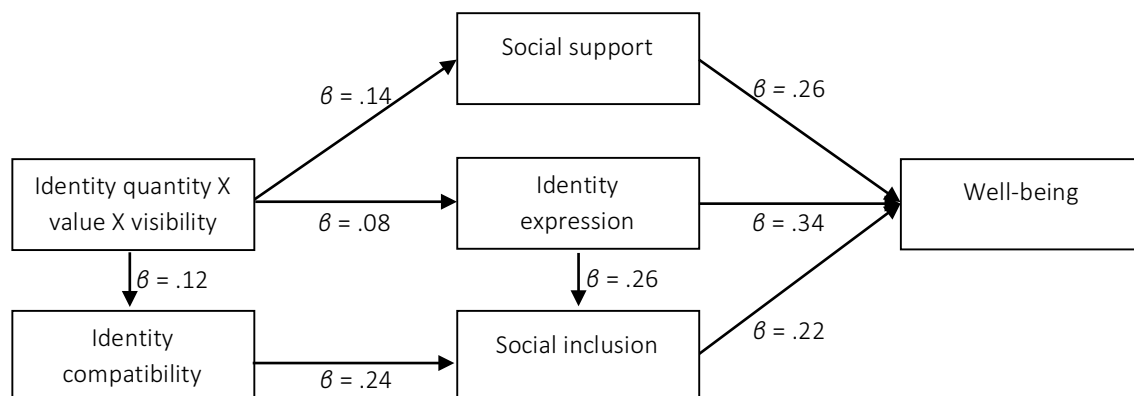 Social support
β = .14
β = .26
Identity quantity X
value X visibility
β = .08
Identity
expression
β = .34
Well-being
β = .12
β = .26
Identity
compatibility
β = .24
Social inclusion
β = .22